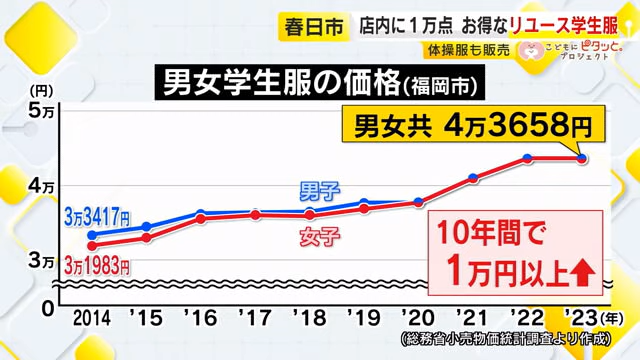 春日市
店内に1万点 お得なリユース学生服
体操服も販売
こどもにピタッと。
プロジェクト
男女学生服の価格(福岡市)
(円)
5万
4万
3万
0
男女共 4万3658円
3万3417円
男子
女子
3万1983円
10年間で
1万円以上
2014 '15 '16 '17 '18 '19 '20 '21 '22 '23(年)
(総務省小売物価統計調査より作成)